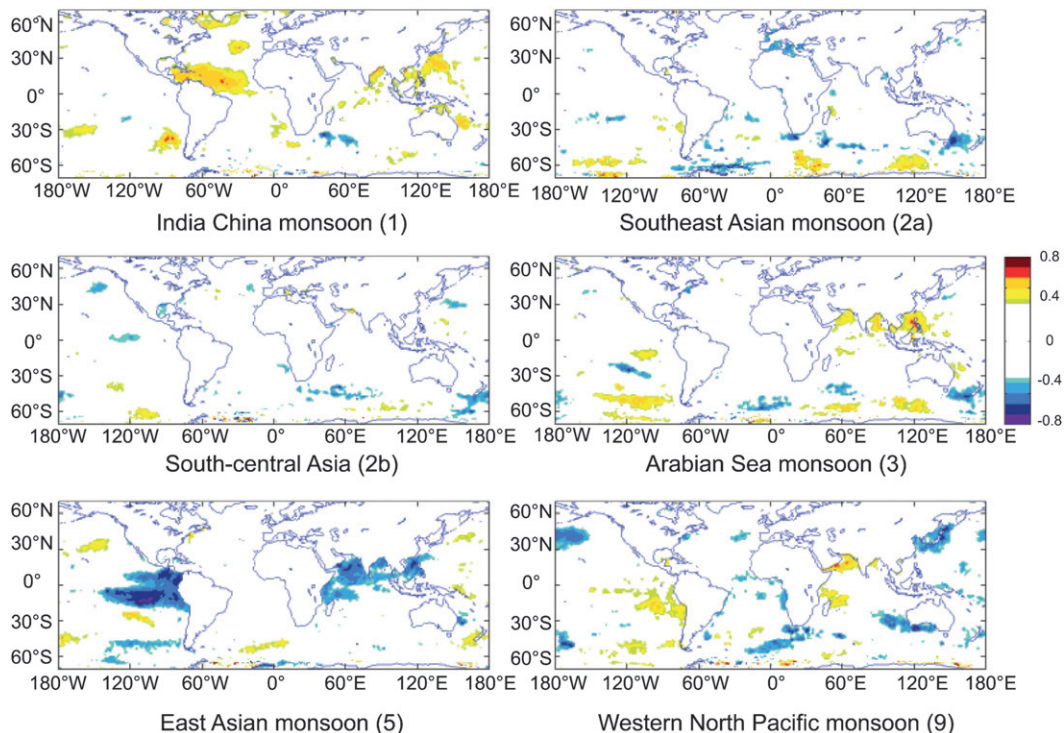 60°N
30°N
0°
30°S
60°S
180°W 120°W 60°W 0°E 60°E 120°E 180°E
India China monsoon (1)
60°N
30°N
0°
30°S
60°S
180°W 120°W 60°W 0°E 60°E 120°E 180°E
Southeast Asian monsoon (2a)
60°N
30°N
0°
30°S
60°S
180°W 120°W 60°W 0°E 60°E 120°E 180°E
South-central Asia (2b)
60°N
30°N
0°
30°S
60°S
180°W 120°W 60°W 0°E 60°E 120°E 180°E
Arabian Sea monsoon (3)
0.8
0.4
0
-0.4
-0.8
60°N
30°N
0°
30°S
60°S
180°W 120°W 60°W 0°E 60°E 120°E 180°E
East Asian monsoon (5)
60°N
30°N
0°
30°S
60°S
180°W 120°W 60°W 0°E 60°E 120°E 180°E
Western North Pacific monsoon (9)